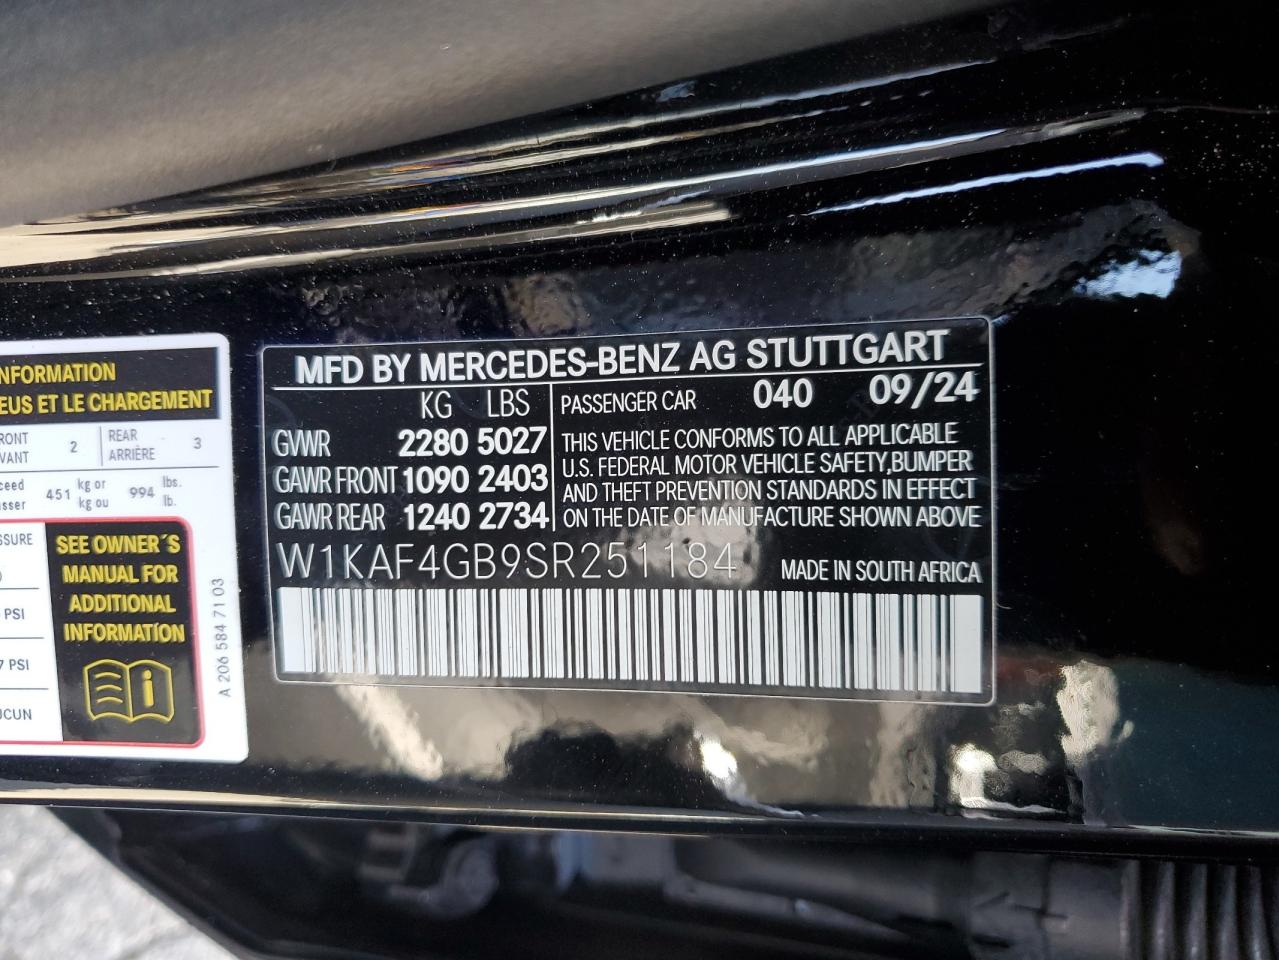 NFORMATION
EUS ET LE CHARGEMENT
RONT 2 REAR 3
VANT ARRIÈRE
ceed 451 kg or 994 lbs.
sser kg ou lb.
SSURE
PSI
7 PSI
UCUN
SEE OWNER´S
MANUAL FOR
ADDITIONAL
INFORMATION
A 206 584 71 03
MFD BY MERCEDES-BENZ AG STUTTGART
KG LBS
GVWR 2280 5027
GAWR FRONT 1090 2403
GAWR REAR 1240 2734
PASSENGER CAR 040 09/24
THIS VEHICLE CONFORMS TO ALL APPLICABLE
U.S. FEDERAL MOTOR VEHICLE SAFETY, BUMPER
AND THEFT PREVENTION STANDARDS IN EFFECT
ON THE DATE OF MANUFACTURE SHOWN ABOVE
W1KAF4GB9SR251184 MADE IN SOUTH AFRICA